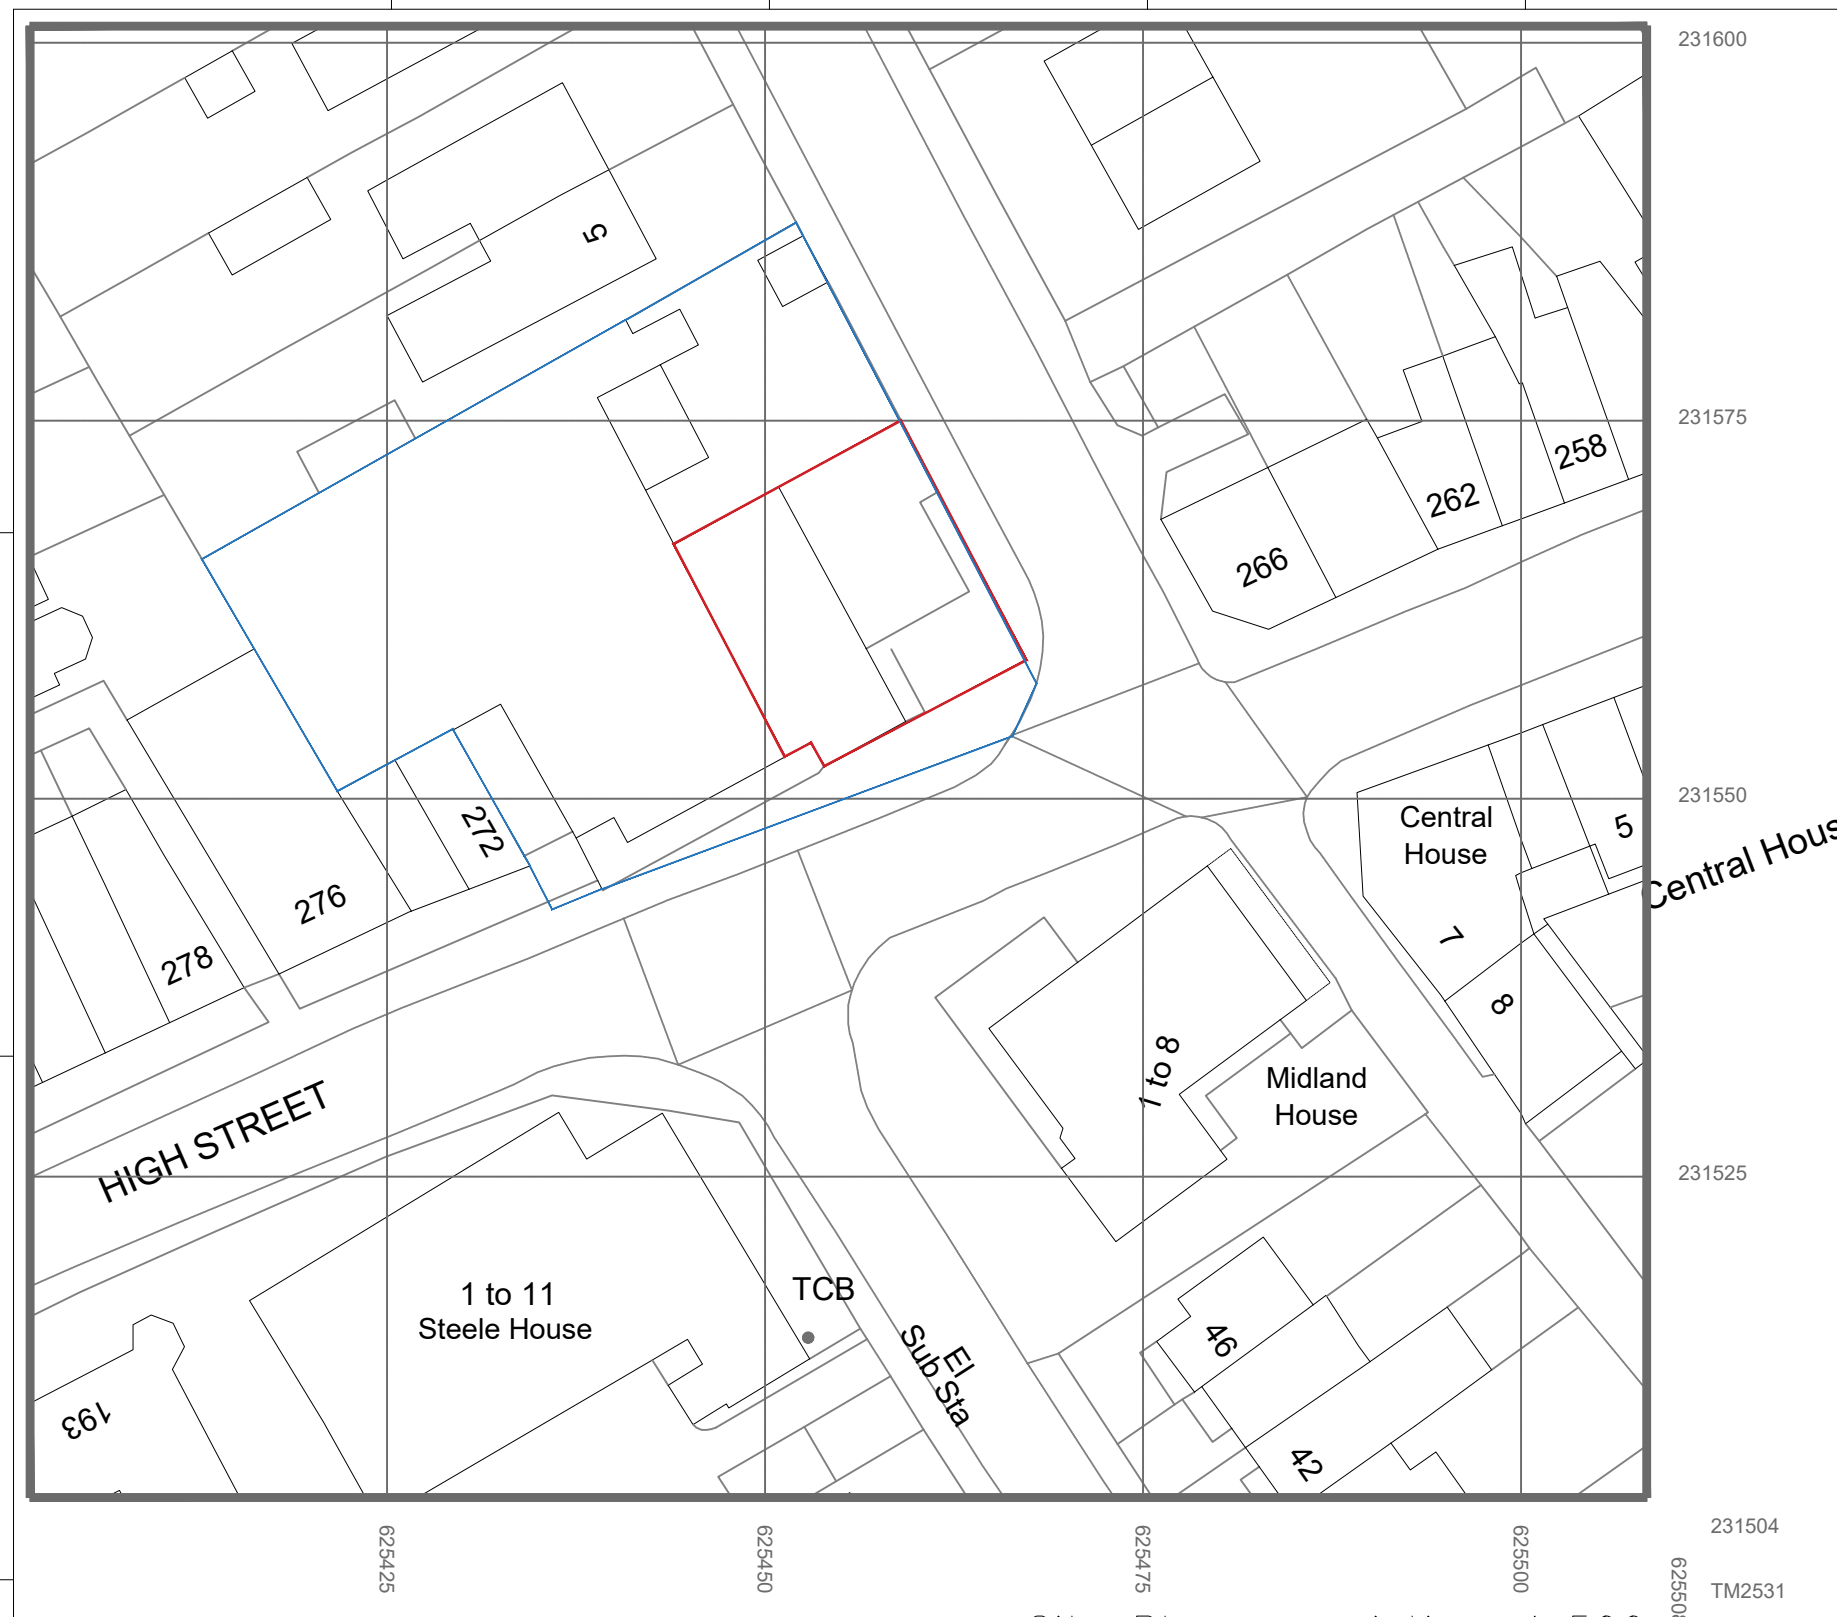 231600
5
231575
258
262
266
231550
Central
House
5
Central Hous
272
276
278
7
8
1 to 8
Midland
House
HIGH STREET
231525
1 to 11
Steele House
TCB
El
Sub Sta
46
193
42
625425
625450
625475
625500
231504
TM2531